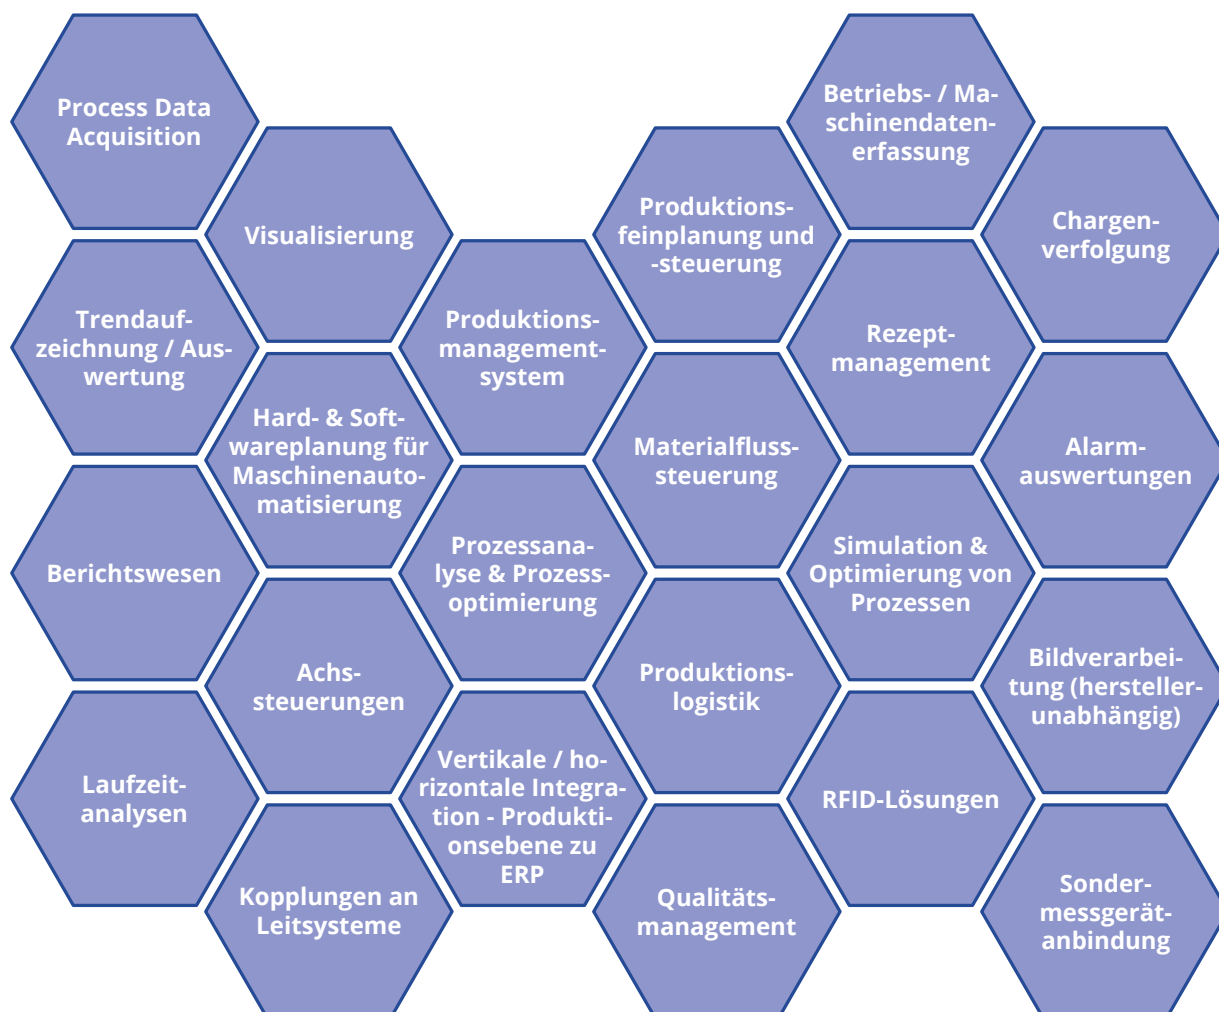 Process Data
Acquisition
Betriebs- / Ma-
schinendaten-
erfassung
Visualisierung
Produktions-
feinplanung und
-steuerung
Chargen-
verfolgung
Trendauf-
zeichnung / Aus-
wertung
Produktions-
management-
system
Rezept-
management
Hard- & Soft-
wareplanung für
Maschinenauto-
matisierung
Materialfluss-
steuerung
Alarm-
auswertungen
Berichtswesen
Prozessana-
lyse & Prozess-
optimierung
Simulation &
Optimierung von
Prozessen
Achs-
steuerungen
Produktions-
logistik
Bildverarbei-
tung (hersteller-
unabhängig)
Laufzeit-
analysen
Vertikale / ho-
rizontale Integra-
tion - Produkti-
onsebene zu
ERP
RFID-Lösungen
Kopplungen an
Leitsysteme
Qualitäts-
management
Sonder-
messgerät-
anbindung